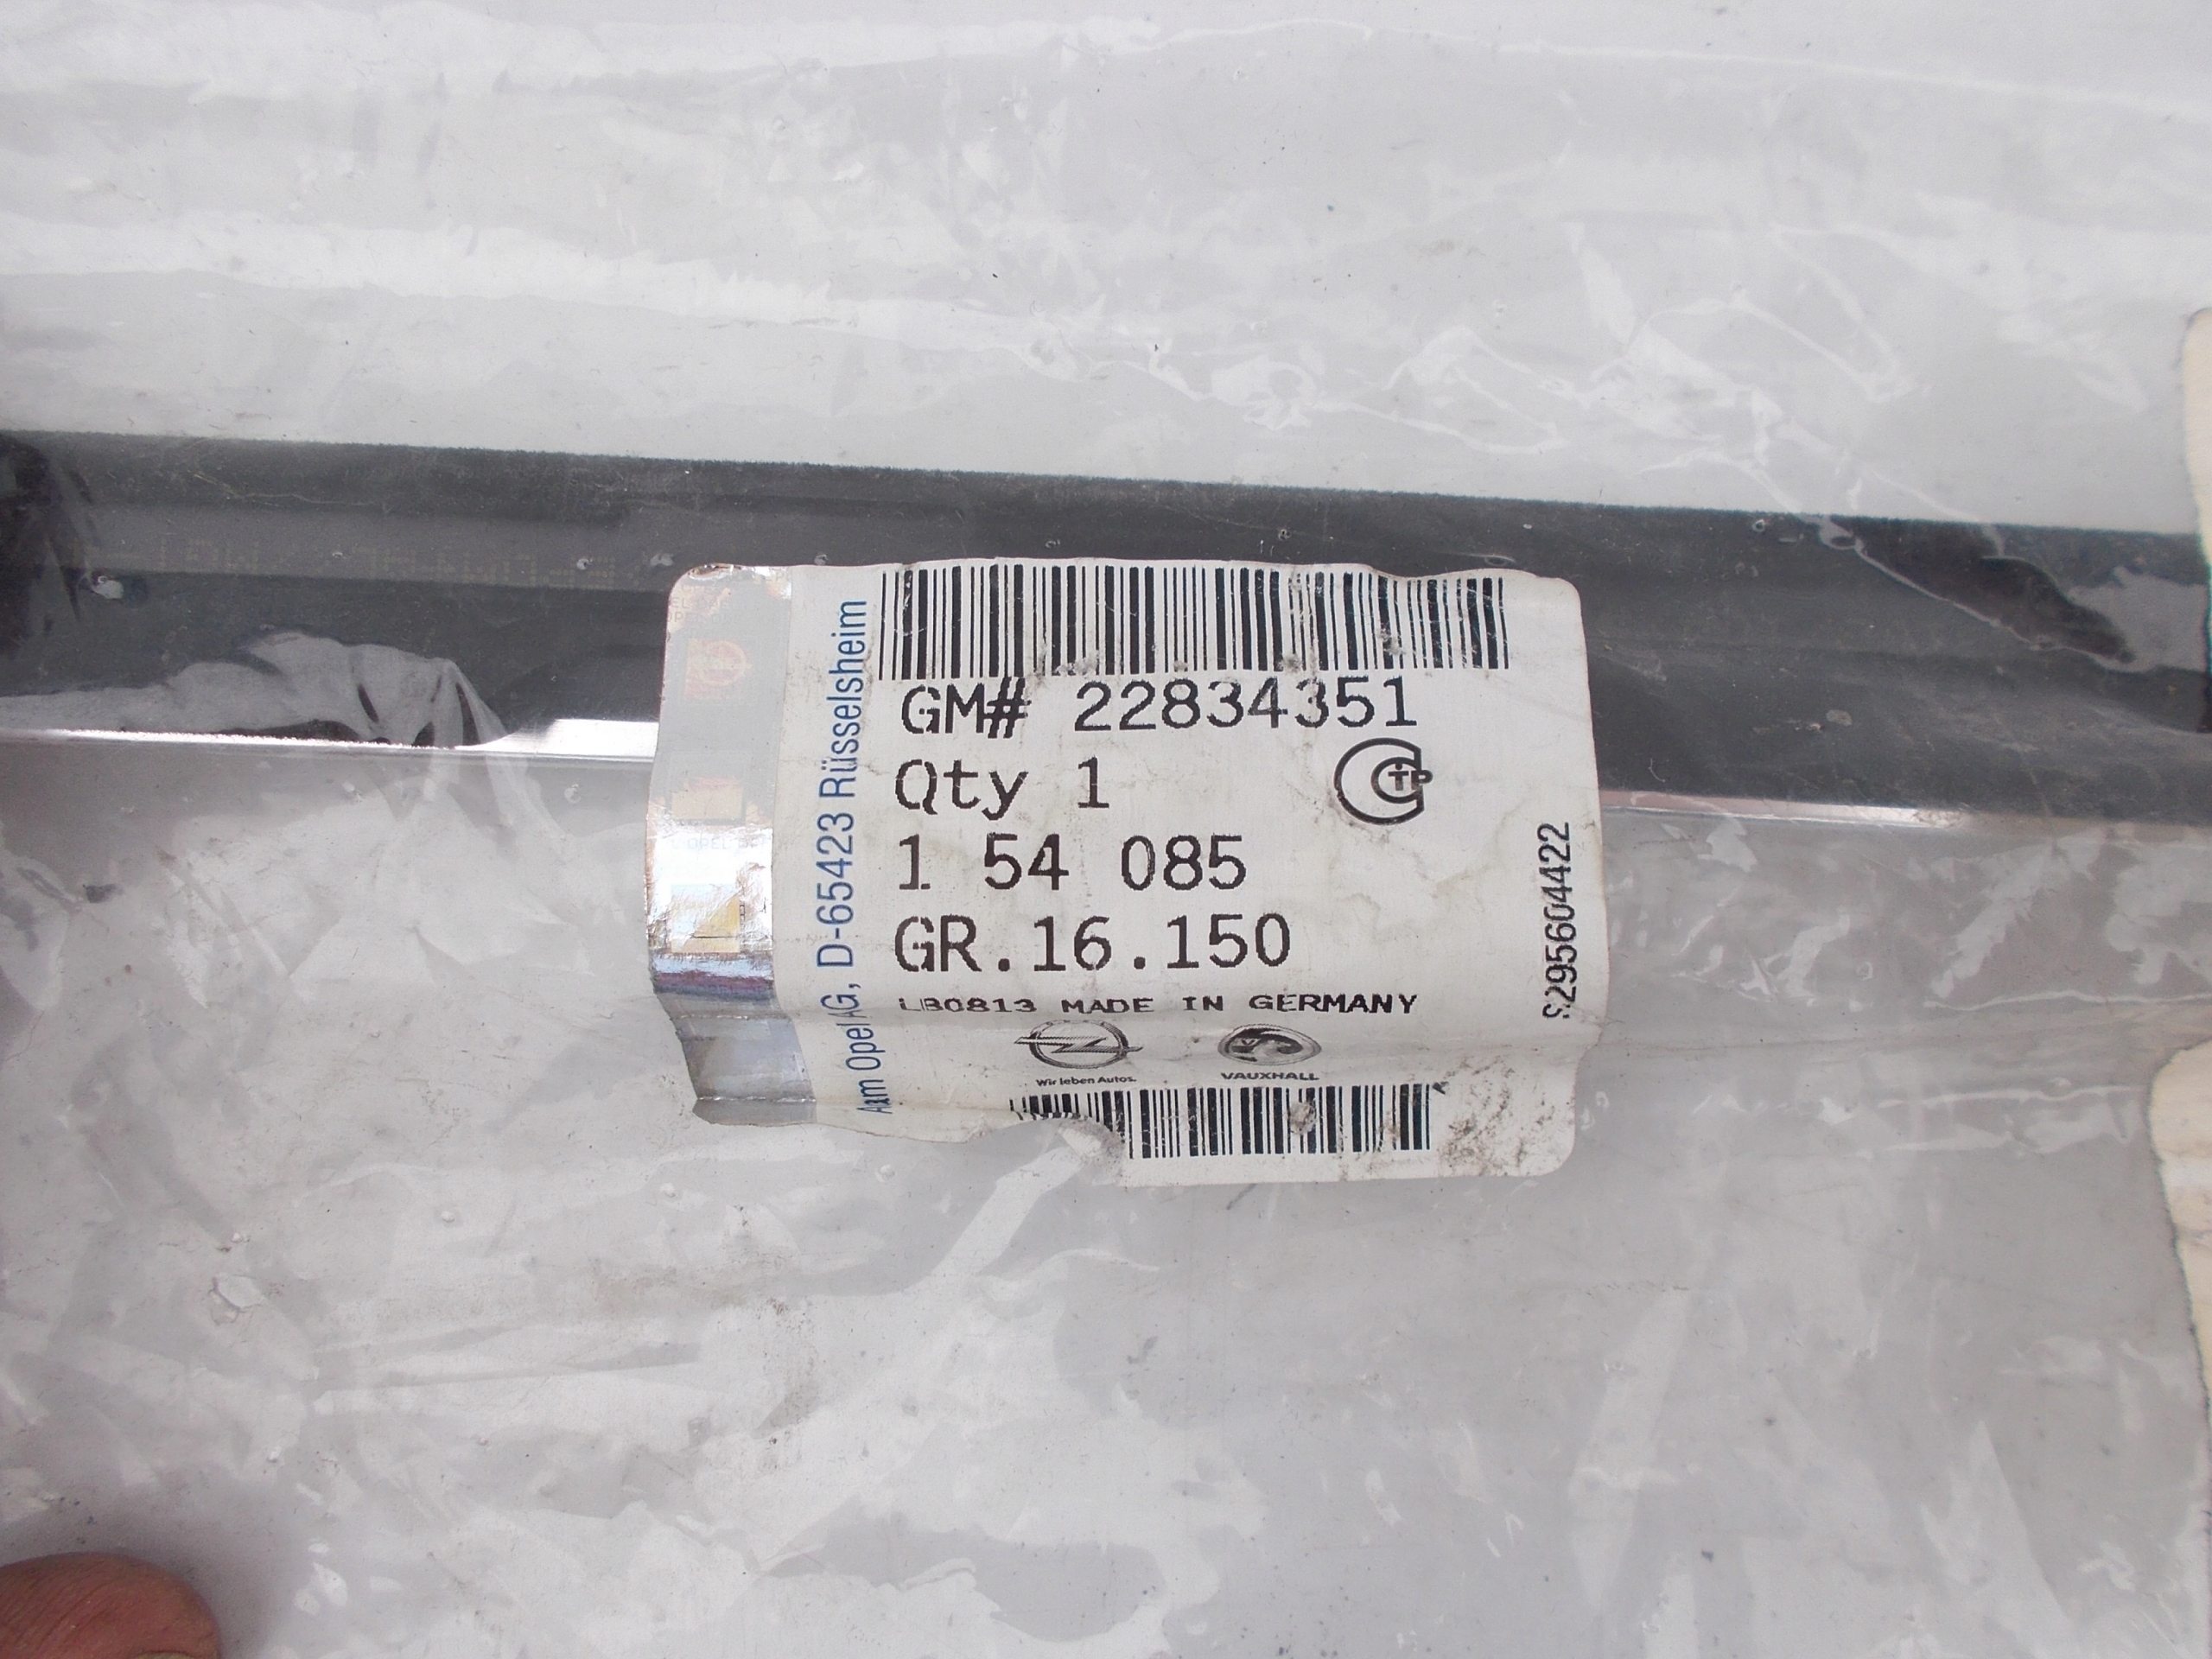 GM# 22834351
Qty 1
1 54 085
GR.16.150
LB0813 MADE IN GERMANY
Wir leben Autos.
VAUXHALL
Adam Opel AG, D-65423 Rüsselsheim
S295604422